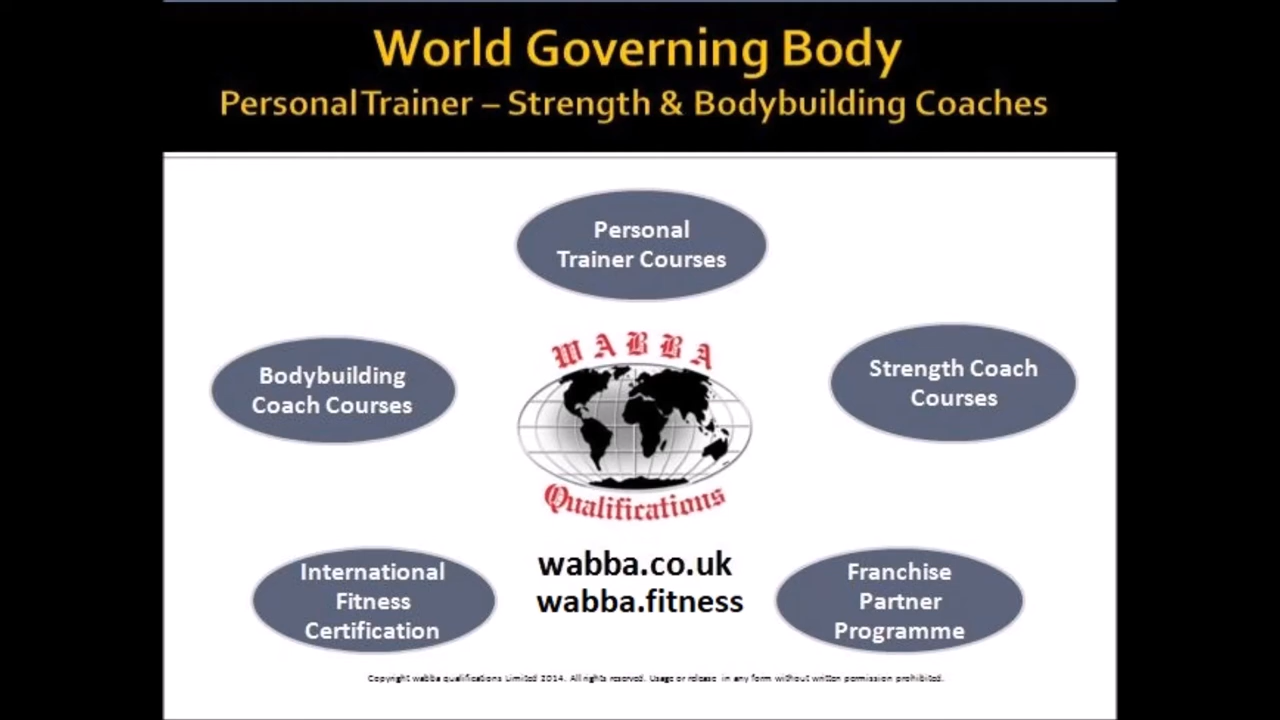 World Governing Body
Personal Trainer – Strength & Bodybuilding Coaches
Personal
Trainer Courses
Bodybuilding
Coach Courses
WABBA
Qualifications
Strength Coach
Courses
International
Fitness
Certification
wabba.co.uk
wabba.fitness
Franchise
Partner
Programme
Copyright wabba qualifications Limited 2014. All rights reserved. Usage or release in any form without written permission prohibited.